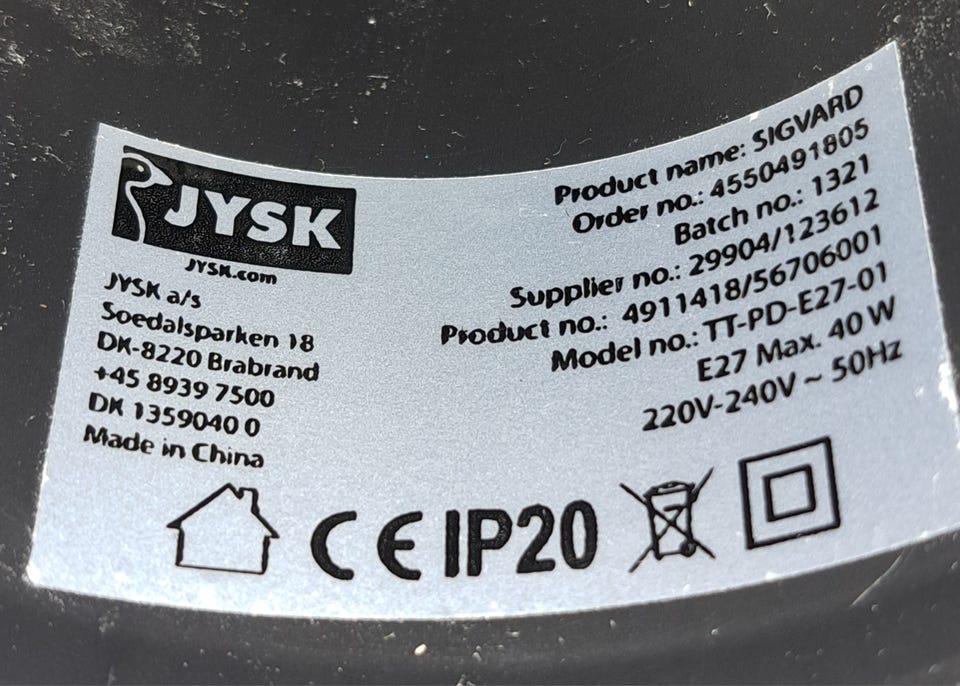 JYSK
JYSK.com
JYSK a/s
Soedalsparken 18
DK-8220 Brabrand
+45 8939 7500
DK 1359040 0
Made in China
Product name: SIGVARD
Order no.: 4550491805
Batch no.: 1321
Supplier no.: 29904/123612
Product no.: 4911418/56706001
Model no.: TT-PD-E27-01
E27 Max. 40 W
220V-240V ~ 50Hz
CE IP20